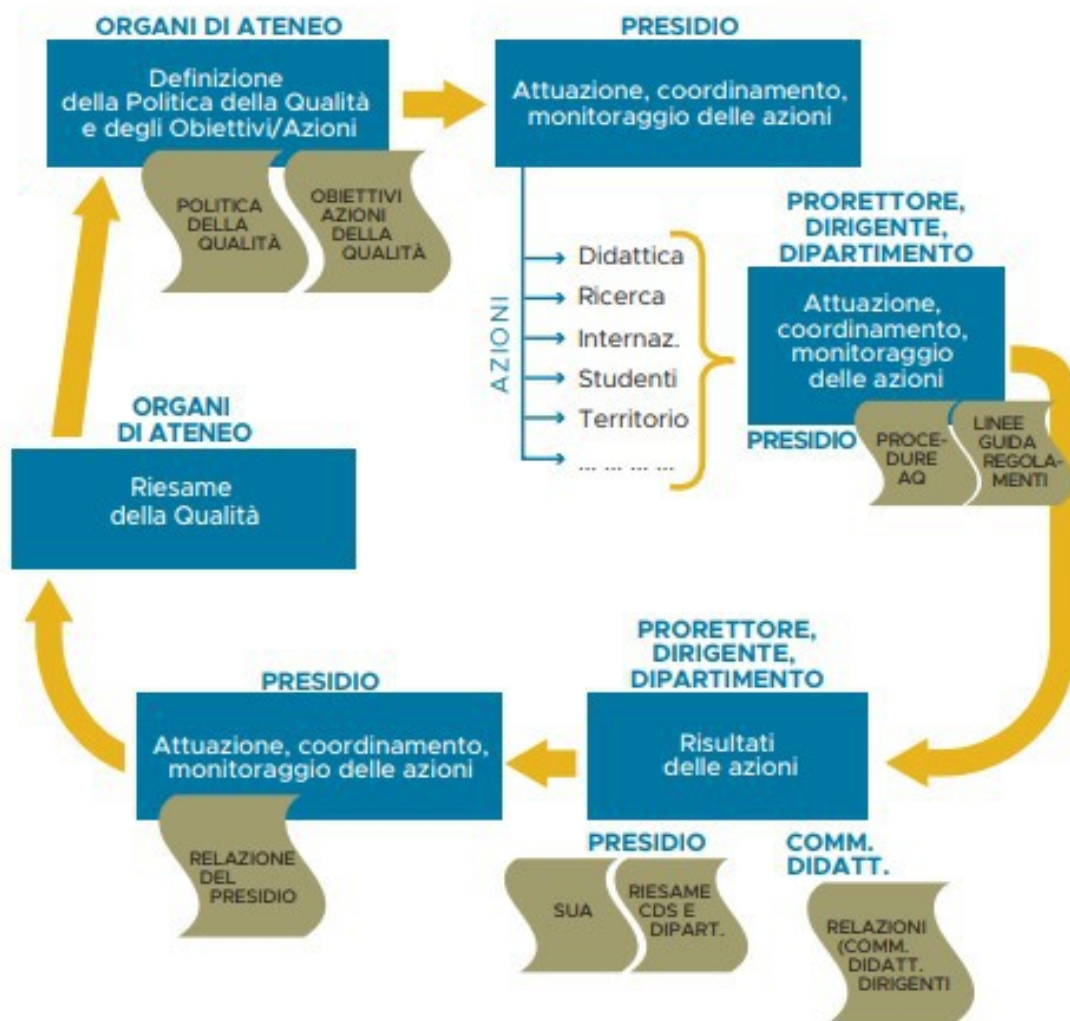 ORGANI DI ATENEO
Definizione
della Politica della Qualità
e degli Obiettivi/Azioni
POLITICA
DELLA
QUALITÀ
OBIETTIVI
AZIONI
DELLA
QUALITÀ
PRESIDIO
Attuazione, coordinamento,
monitoraggio delle azioni
AZIONI
Didattica
Ricerca
Internaz.
Studenti
Territorio
... ... ... ...
PRORETTORE,
DIRIGENTE,
DIPARTIMENTO
Attuazione,
coordinamento,
monitoraggio
delle azioni
PRESIDIO
PROCE-
DURE
AQ
LINEE
GUIDA
REGOLA-
MENTI
PRORETTORE,
DIRIGENTE,
DIPARTIMENTO
Risultati
delle azioni
PRESIDIO
SUA
RIESAME
CDS E
DIPART.
COMM.
DIDATT.
RELAZIONI
(COMM.
DIDATT.
DIRIGENTI
PRESIDIO
Attuazione, coordinamento,
monitoraggio delle azioni
RELAZIONE
DEL
PRESIDIO
ORGANI
DI ATENEO
Riesame
della Qualità